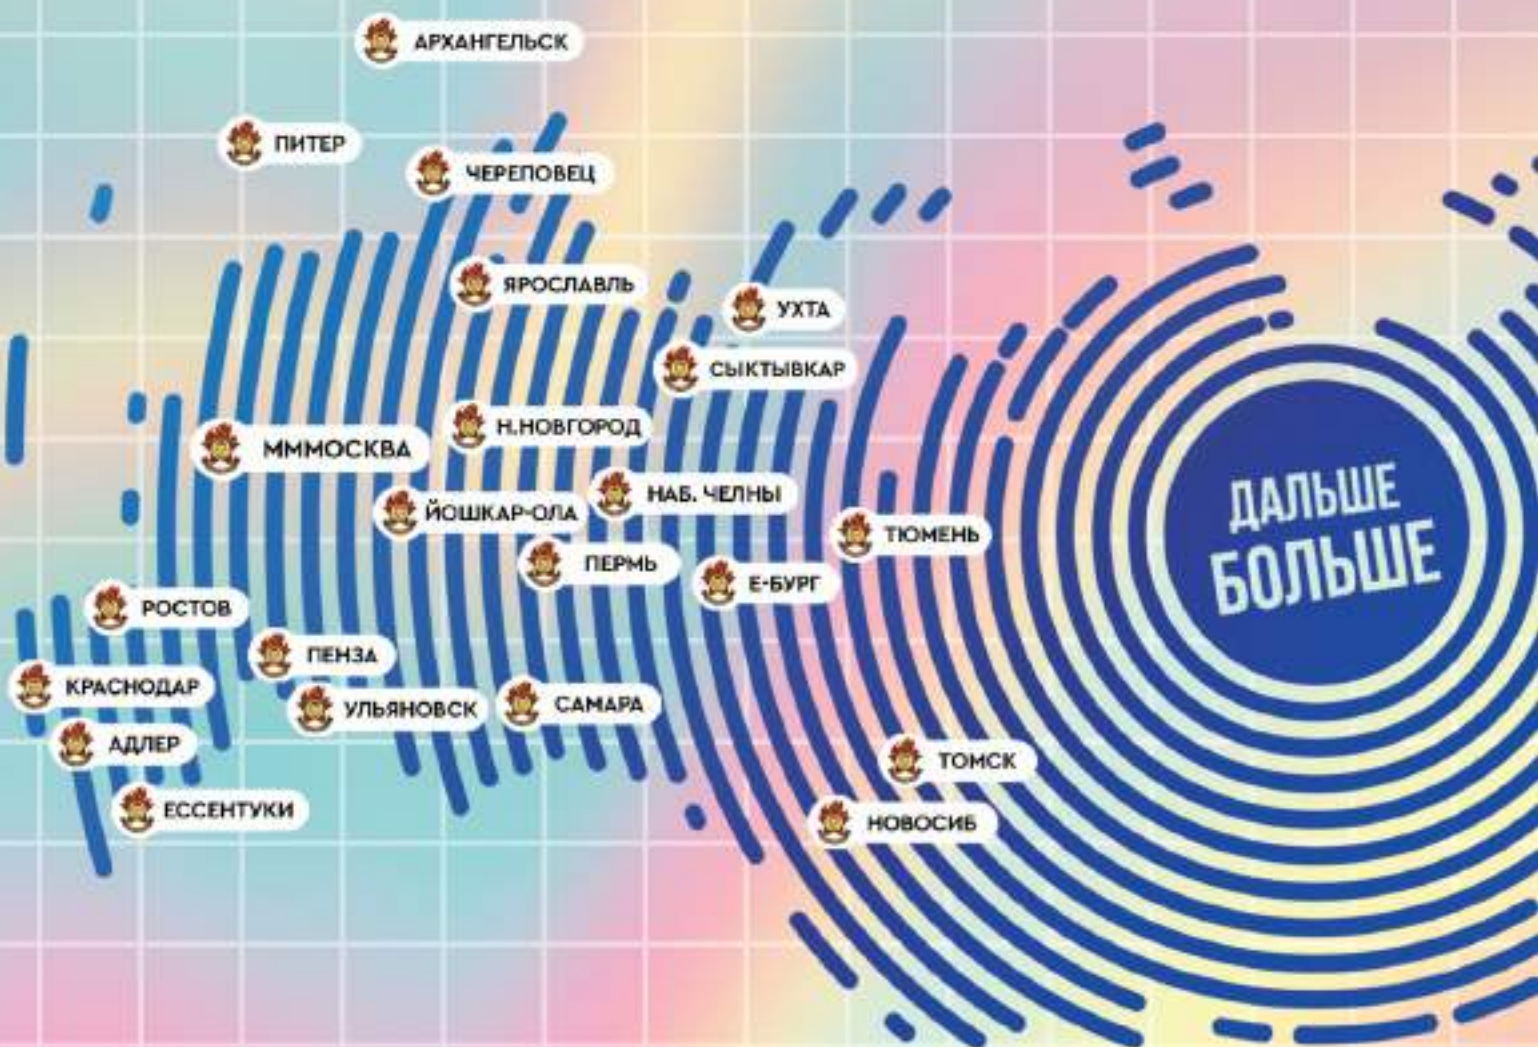 АРХАНГЕЛЬСК
ПИТЕР
ЧЕРЕПОВЕЦ
ЯРОСЛАВЛЬ
УХТА
СЫКТЫВКАР
Н.НОВГОРОД
МММОСКВА
НАБ. ЧЕЛНЫ
ЙОШКАР-ОЛА
ТЮМЕНЬ
ПЕРМЬ
Е-БУРГ
РОСТОВ
ПЕНЗА
КРАСНОДАР
УЛЬЯНОВСК
САМАРА
АДЛЕР
ТОМСК
ЕССЕНТУКИ
НОВОСИБ
ДАЛЬШЕ
БОЛЬШЕ